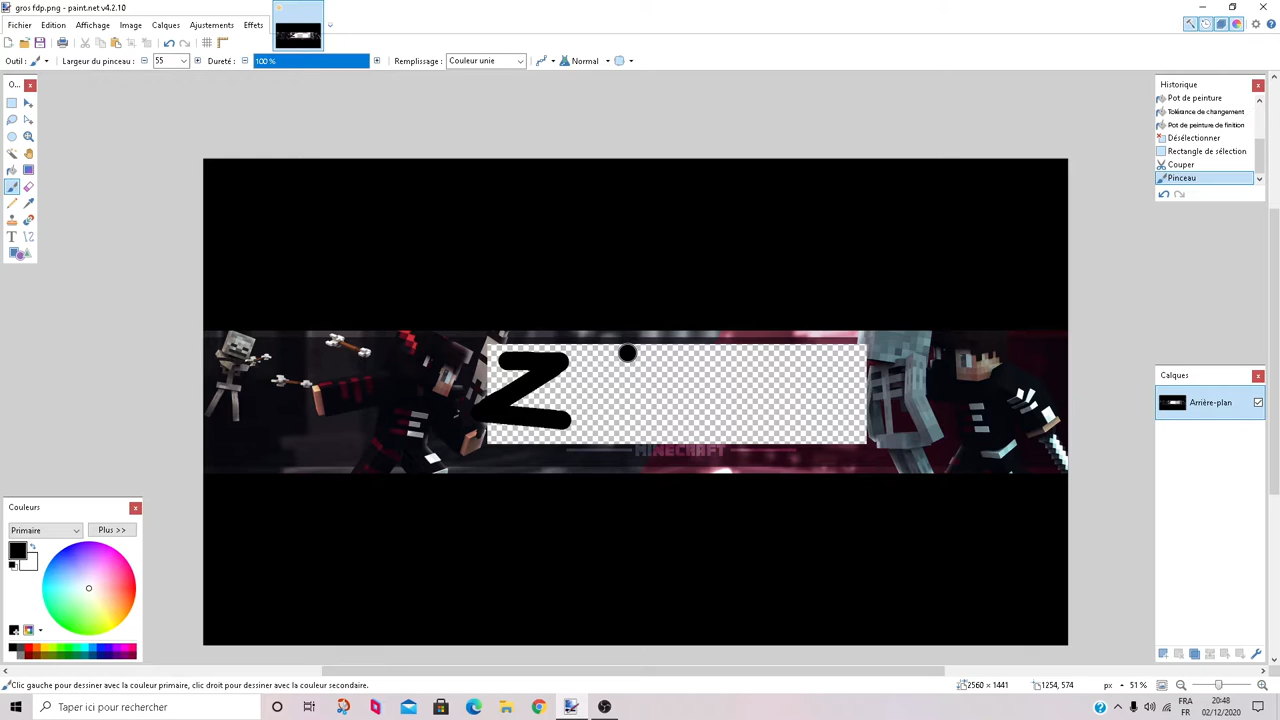 gros fdp.png - paint.net v4.2.10
Fichier Edition Affichage Image Calques Ajustements Effets
Outil : Largeur du pinceau : 55 Dureté : 100 % Remplissage : Couleur unie Normal
O...
Historique
Pot de peinture
Tolérance de changement
Pot de peinture de finition
Désélectionner
Rectangle de sélection
Couper
Pinceau
Z
MINECRAFT
Calques
Arrière-plan
Couleurs
Primaire Plus >>
Clic gauche pour dessiner avec la couleur primaire, clic droit pour dessiner avec la couleur secondaire. 2560 × 1441 1254, 574 px 51 %
Taper ici pour rechercher
FRA 20:48
FR 02/12/2020